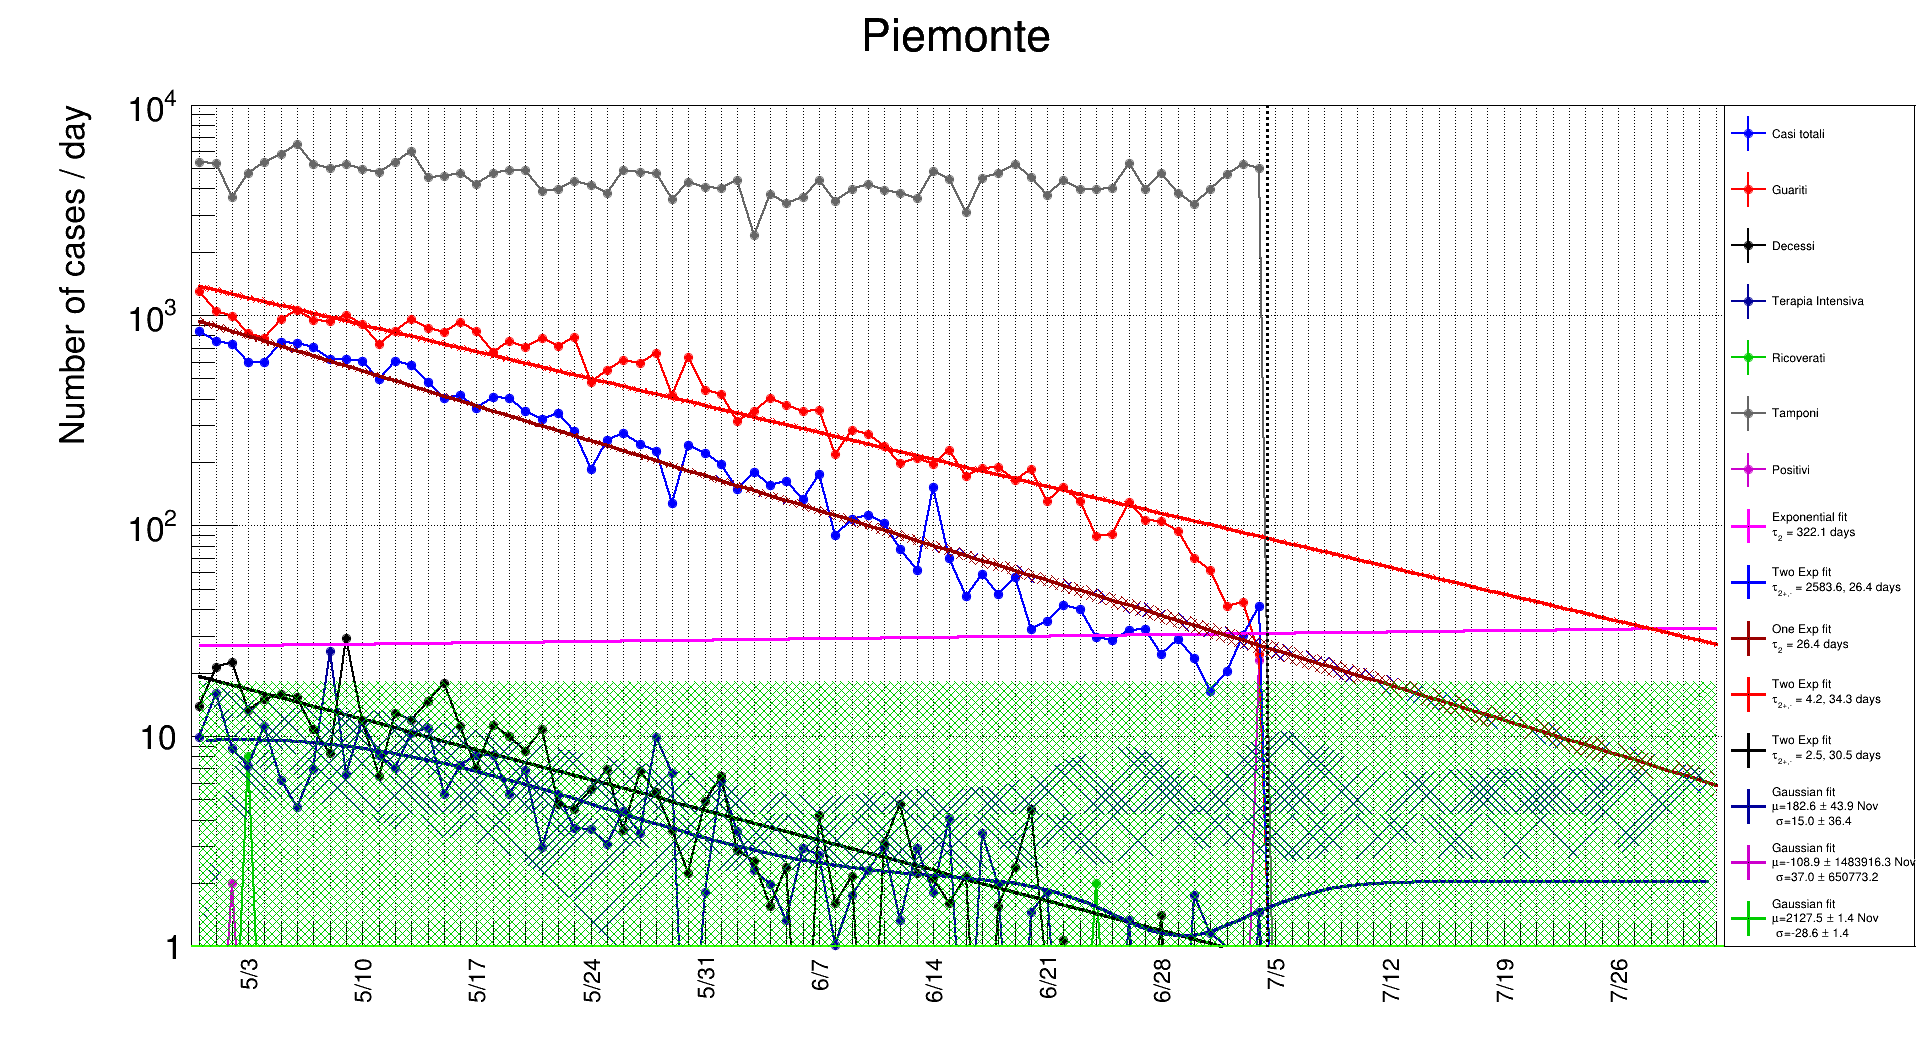 Piemonte
Number of cases / day
10^4
10^3
10^2
10
1
5/3
5/10
5/17
5/24
5/31
6/7
6/14
6/21
6/28
7/5
7/12
7/19
7/26
Casi totali
Guariti
Decessi
Terapia Intensiva
Ricoverati
Tamponi
Positivi
Exponential fit
τ₂ = 322.1 days
Two Exp fit
τ₂₊,₋ = 2583.6, 26.4 days
One Exp fit
τ₂ = 26.4 days
Two Exp fit
τ₂₊,₋ = 4.2, 34.3 days
Two Exp fit
τ₂₊,₋ = 2.5, 30.5 days
Gaussian fit
μ=182.6 ± 43.9 Nov
σ=15.0 ± 36.4
Gaussian fit
μ=-108.9 ± 1483916.3 Nov
σ=37.0 ± 650773.2
Gaussian fit
μ=2127.5 ± 1.4 Nov
σ=-28.6 ± 1.4